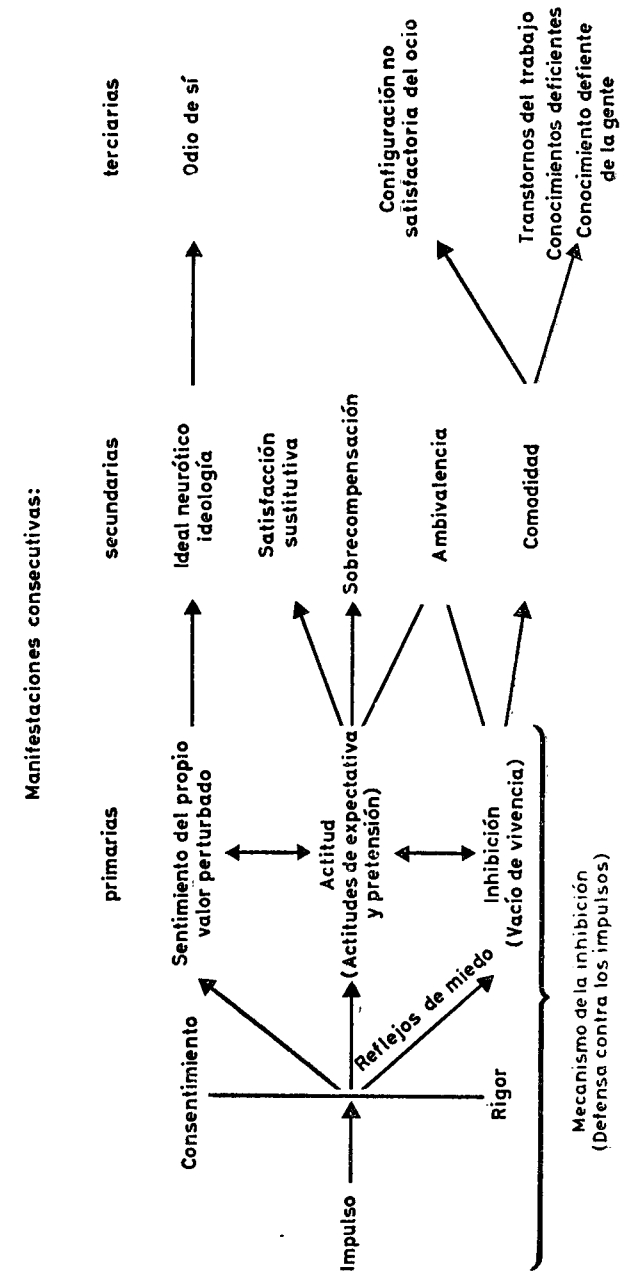 Manifestaciones consecutivas:
primarias
secundarias
terciarias
Consentimiento
Sentimiento del propio
valor perturbado
Ideal neurótico
ideología
Odio de sí
Satisfacción
sustitutiva
Impulso
Actitud
(Actitudes de expectativa
y pretensión)
Sobrecompensación
Configuración no
satisfactoria del ocio
Reflejos de miedo
Ambivalencia
Rigor
Inhibición
(Vacío de vivencia)
Comodidad
Transtornos del trabajo
Conocimientos deficientes
Conocimiento defiente
de la gente
Mecanismo de la inhibición
(Defensa contra los impulsos)